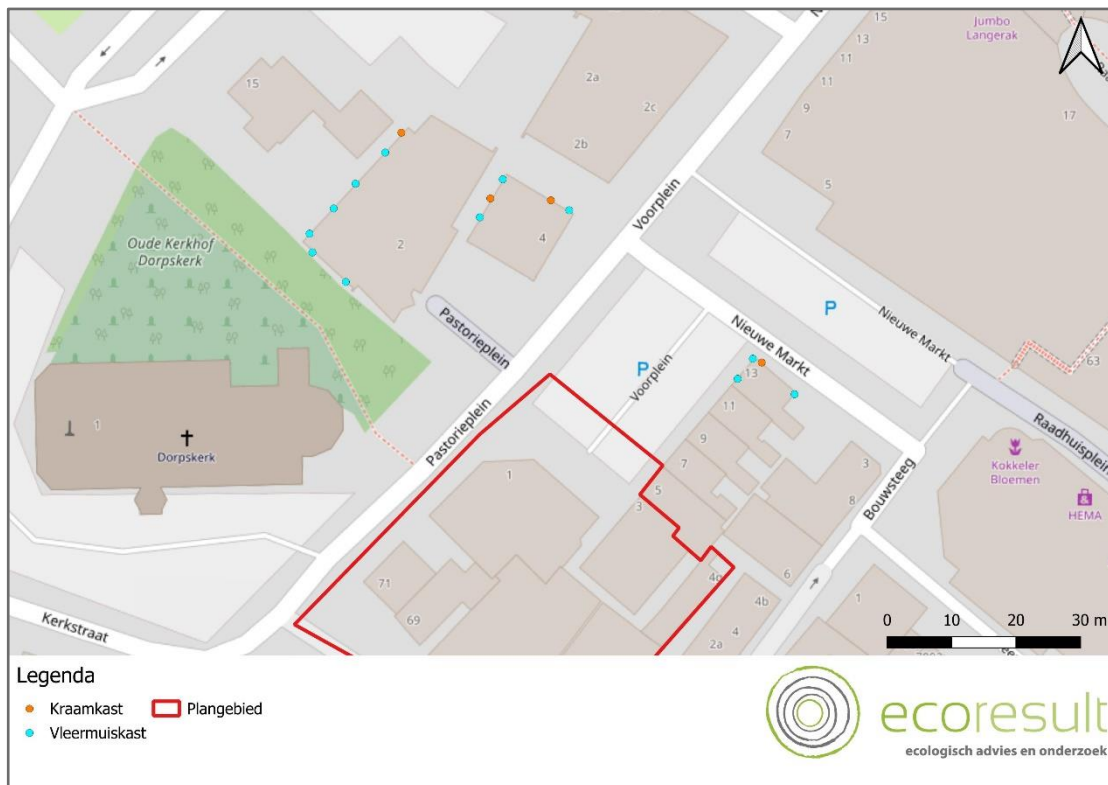 Jumbo
Langerak
15
13
11
11
9
7
5
17
2a
2c
2b
15
Voorplein
Oude Kerkhof
Dorpskerk
2
4
Pastorieplein
P
Nieuwe Markt
Nieuwe Markt
P
Voorplein
63
13
11
9
7
5
3
3
8
6
Raadhuisplein
Kokkeler
Bloemen
HEMA
Bouwsteeg
1
Dorpskerk
Pastorieplein
1
71
69
4b
4
2a
1
Kerkstraat
0 10 20 30 m
Legenda
Kraamkast
Plangebied
Vleermuiskast
ecoresult
ecologisch advies en onderzoek